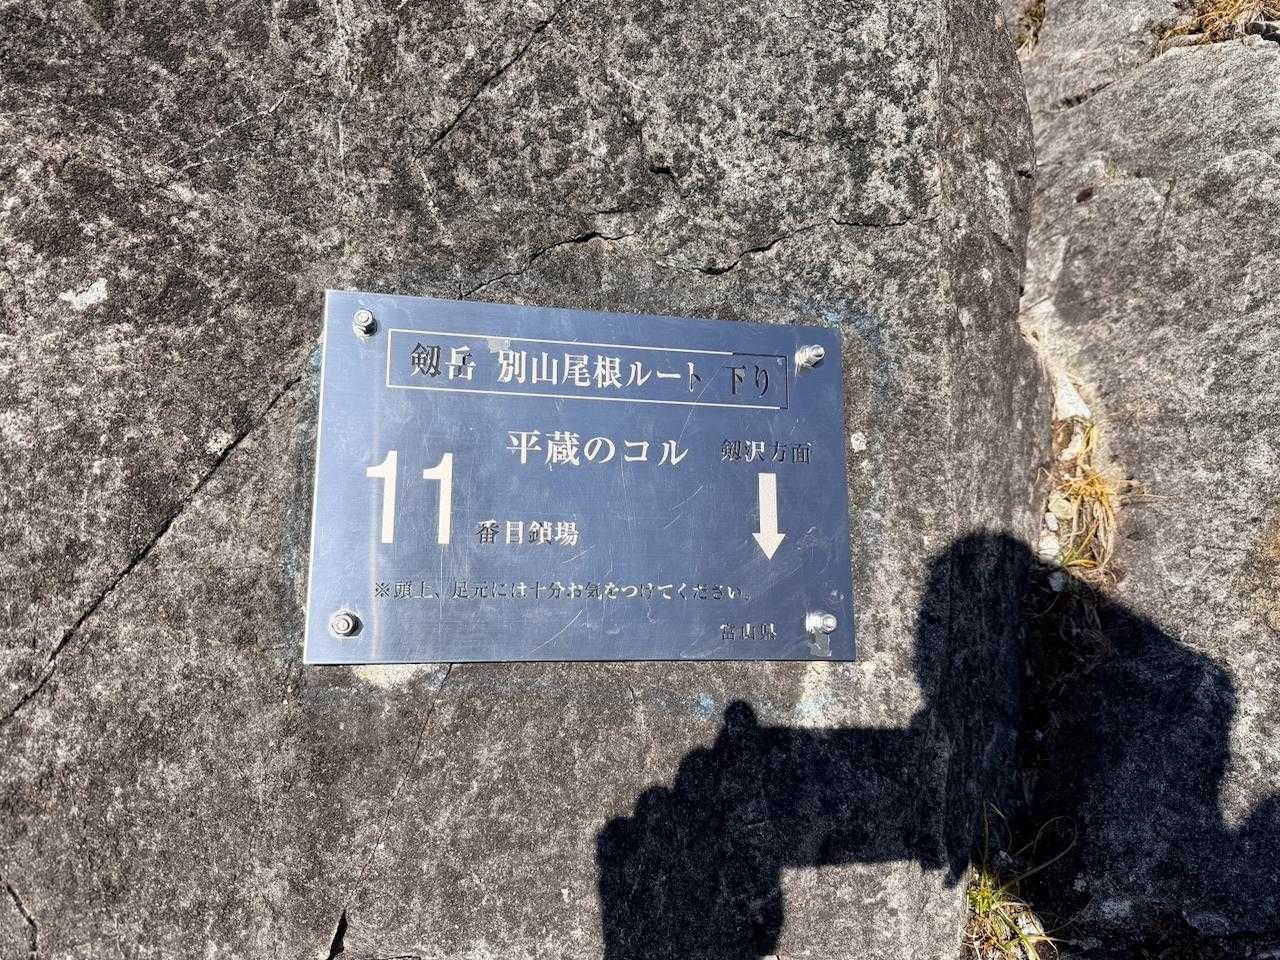 剱岳 別山尾根ルート 下り
平蔵のコル
剱沢方面
11 番目鎖場
※頭上、足元には十分お気をつけてください。
富山県